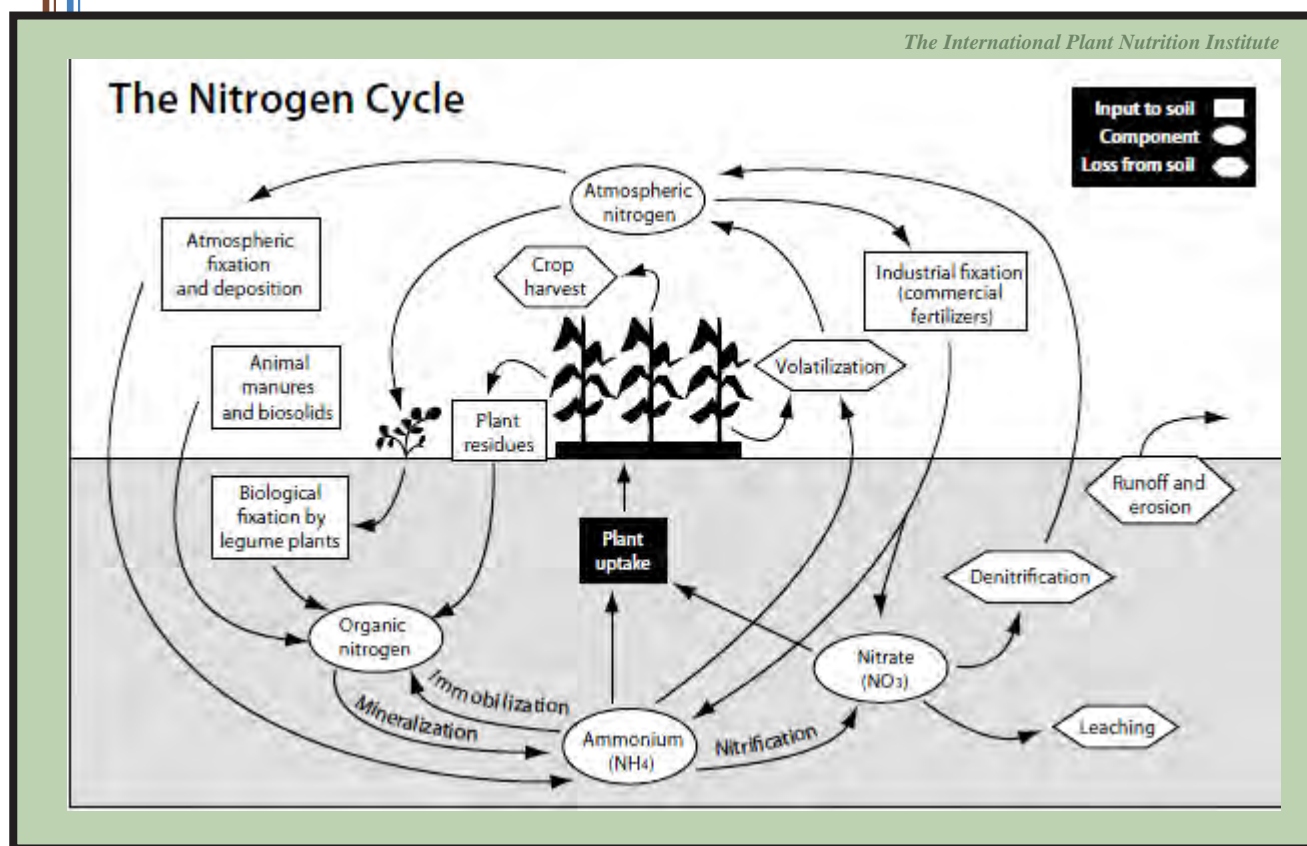 The International Plant Nutrition Institute
The Nitrogen Cycle
Input to soil
Component
Loss from soil
Atmospheric
nitrogen
Atmospheric
fixation
and deposition
Crop
harvest
Industrial fixation
(commercial
fertilizers)
Animal
manures
and biosolids
Volatilization
Plant
residues
Runoff and
erosion
Biological
fixation by
legume plants
Plant
uptake
Denitrification
Organic
nitrogen
Nitrate
(NO3)
Immobilization
Mineralization
Ammonium
(NH4)
Nitrification
Leaching